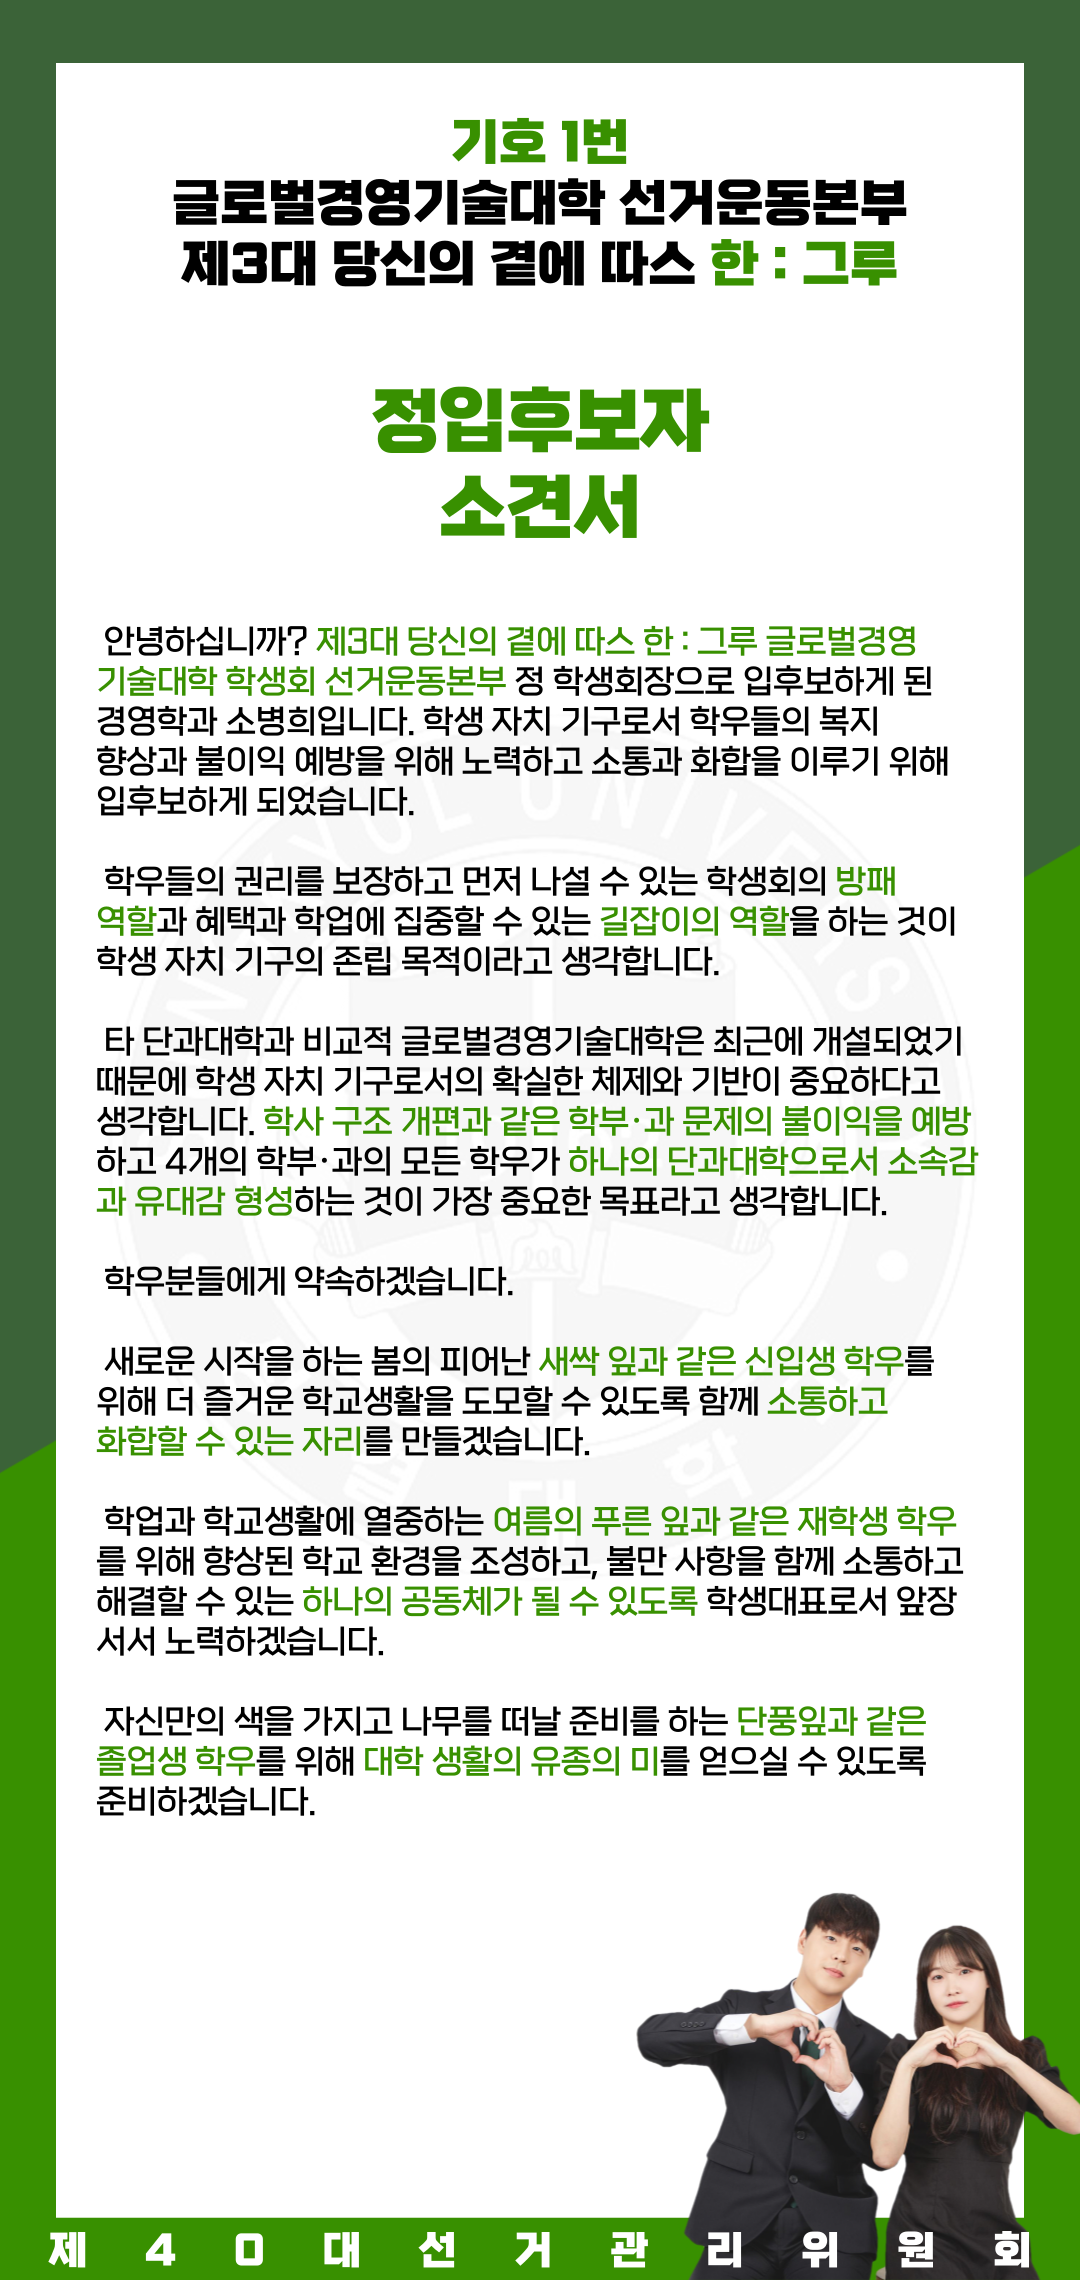 기호 1번
글로벌경영기술대학 선거운동본부
제3대 당신의 곁에 따스 한 : 그루
정입후보자
소견서
안녕하십니까? 제3대 당신의 곁에 따스 한 : 그루 글로벌경영
기술대학 학생회 선거운동본부 정 학생회장으로 입후보하게 된
경영학과 소병희입니다. 학생 자치 기구로서 학우들의 복지
향상과 불이익 예방을 위해 노력하고 소통과 화합을 이루기 위해
입후보하게 되었습니다.
학우들의 권리를 보장하고 먼저 나설 수 있는 학생회의 방패
역할과 혜택과 학업에 집중할 수 있는 길잡이의 역할을 하는 것이
학생 자치 기구의 존립 목적이라고 생각합니다.
타 단과대학과 비교적 글로벌경영기술대학은 최근에 개설되었기
때문에 학생 자치 기구로서의 확실한 체제와 기반이 중요하다고
생각합니다. 학사 구조 개편과 같은 학부·과 문제의 불이익을 예방
하고 4개의 학부·과의 모든 학우가 하나의 단과대학으로서 소속감
과 유대감 형성하는 것이 가장 중요한 목표라고 생각합니다.
학우분들에게 약속하겠습니다.
새로운 시작을 하는 봄의 피어난 새싹 잎과 같은 신입생 학우를
위해 더 즐거운 학교생활을 도모할 수 있도록 함께 소통하고
화합할 수 있는 자리를 만들겠습니다.
학업과 학교생활에 열중하는 여름의 푸른 잎과 같은 재학생 학우
를 위해 향상된 학교 환경을 조성하고, 불만 사항을 함께 소통하고
해결할 수 있는 하나의 공동체가 될 수 있도록 학생대표로서 앞장
서서 노력하겠습니다.
자신만의 색을 가지고 나무를 떠날 준비를 하는 단풍잎과 같은
졸업생 학우를 위해 대학 생활의 유종의 미를 얻으실 수 있도록
준비하겠습니다.
제40대선거관리위원회